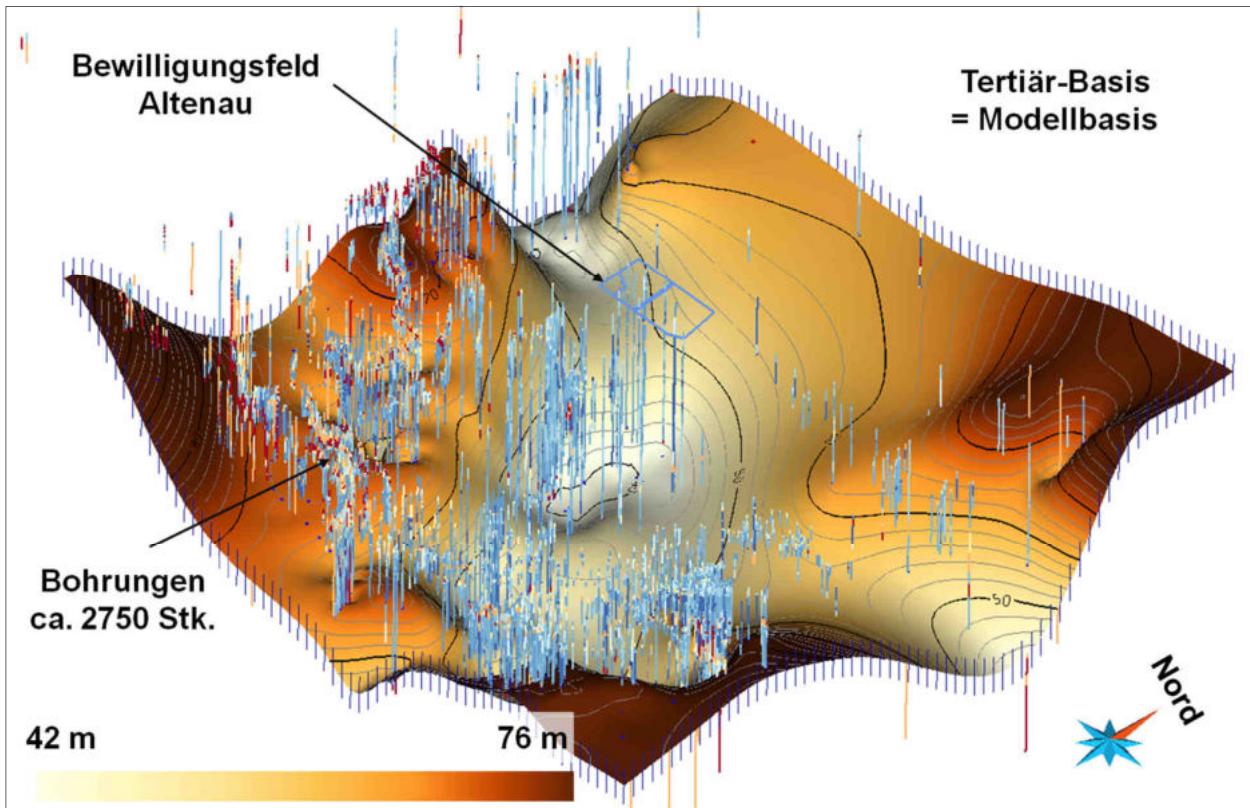 Bewilligungsfeld
Altenau
Tertiär-Basis
= Modellbasis
70
50
50
Bohrungen
ca. 2750 Stk.
Nord
42 m
76 m